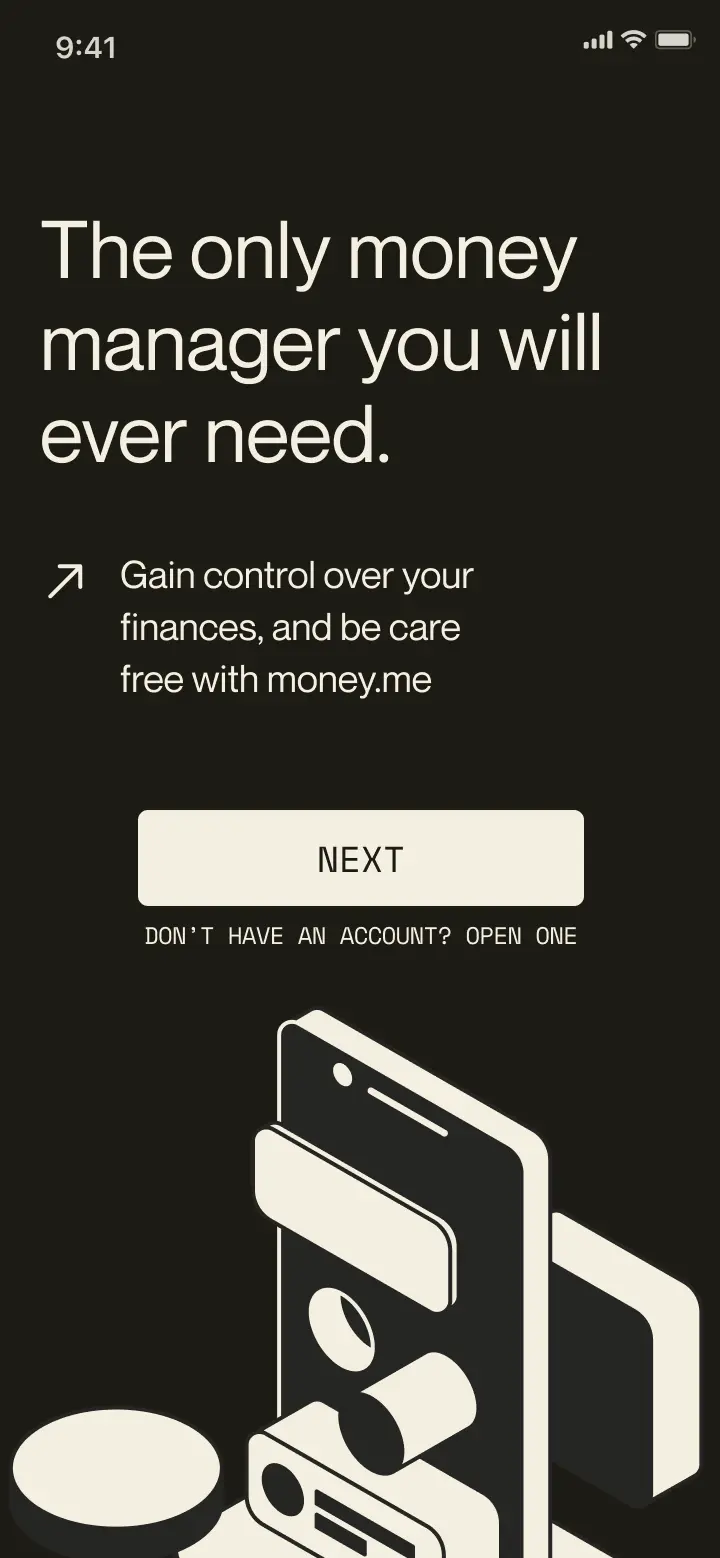 9:41
The only money
manager you will
ever need.
Gain control over your
finances, and be care
free with money.me
NEXT
DON'T HAVE AN ACCOUNT? OPEN ONE